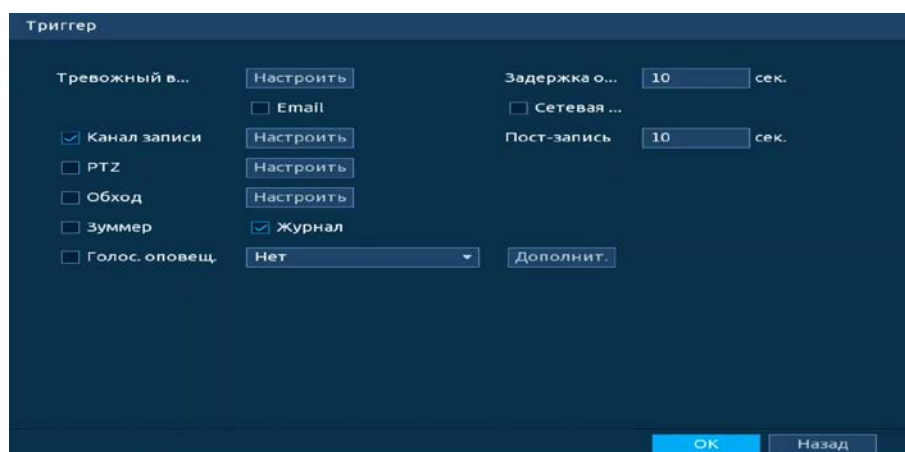 Триггер
Тревожный в... Настроить Задержка о... 10 сек.
Email Сетевая ...
Канал записи Настроить Пост-запись 10 сек.
PTZ Настроить
Обход Настроить
Зуммер Журнал
Голос. оповещ. Нет Дополнит.
OK Назад